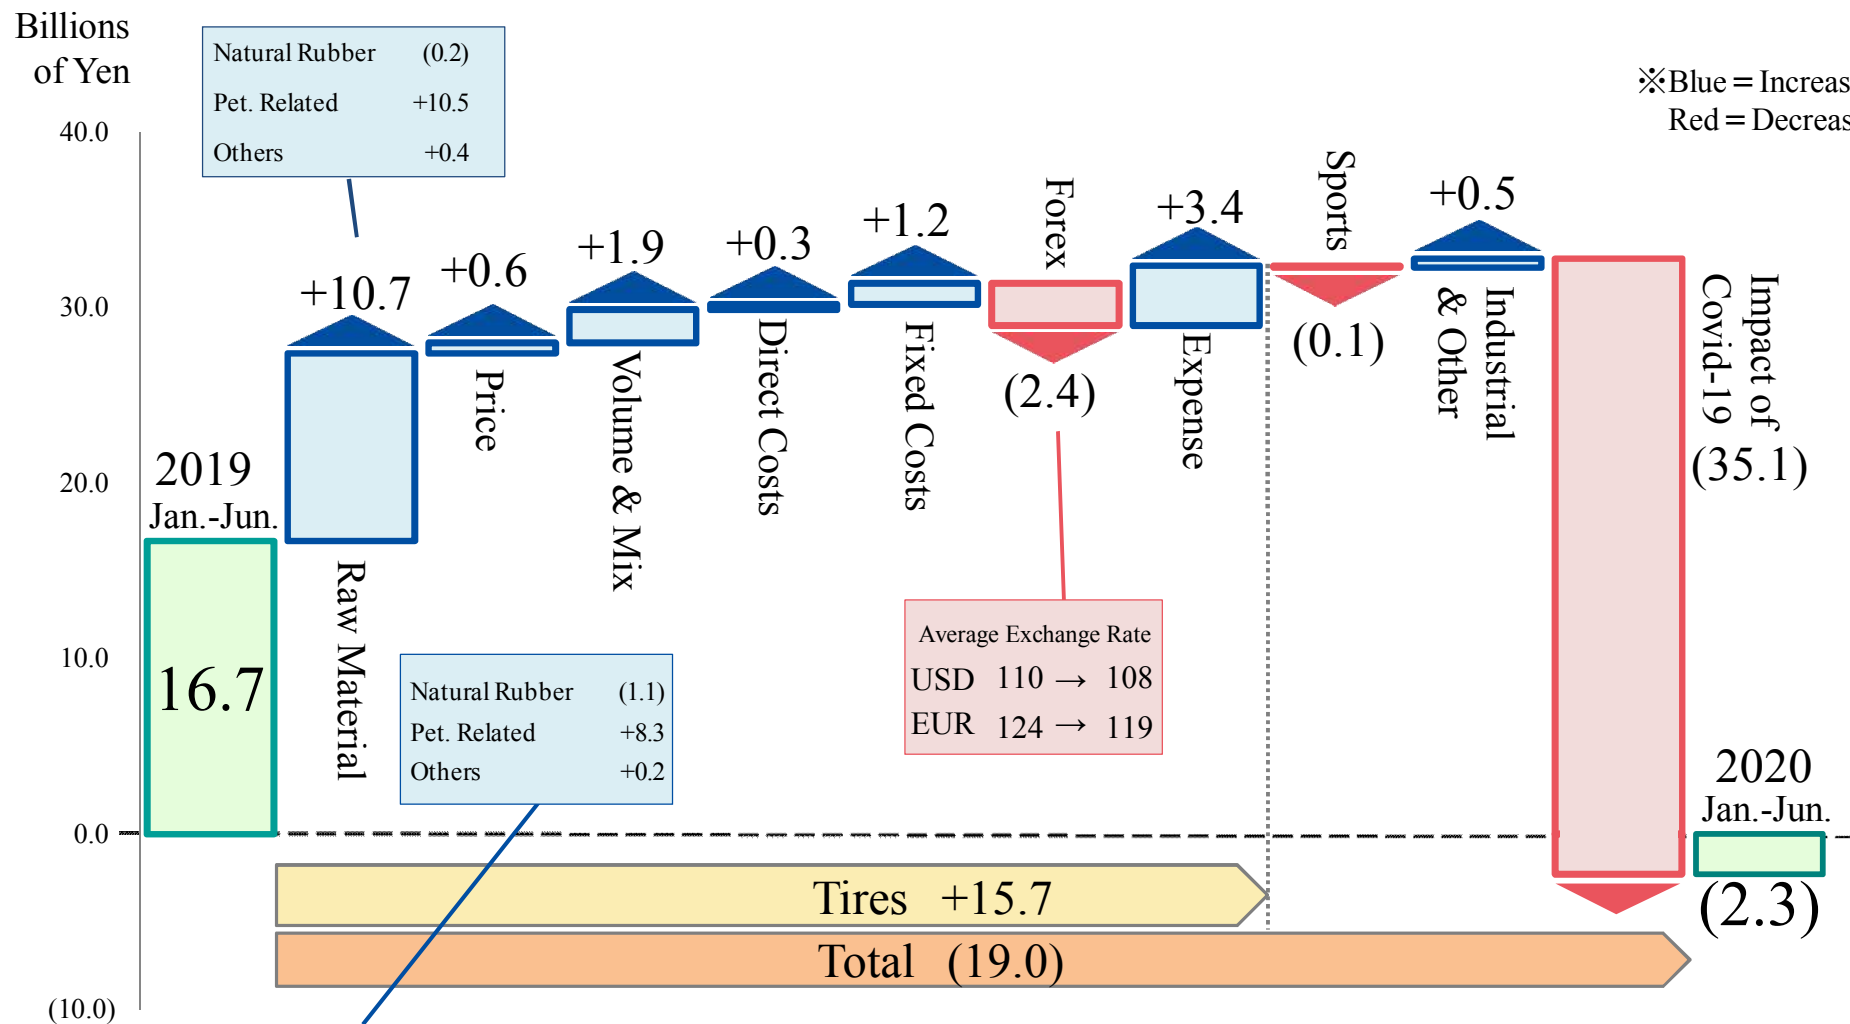 Billions
of Yen
Natural Rubber (0.2)
Pet. Related +10.5
Others +0.4
※Blue = Increas
Red = Decreas
40.0
30.0
20.0
10.0
0.0
(10.0)
2019
Jan.-Jun.
16.7
+10.7
Raw Material
+0.6
Price
+1.9
Volume & Mix
+0.3
Direct Costs
+1.2
Fixed Costs
Forex
(2.4)
+3.4
Expense
Sports
(0.1)
+0.5
Industrial
& Other
Impact of
Covid-19
(35.1)
Natural Rubber (1.1)
Pet. Related +8.3
Others +0.2
Average Exchange Rate
USD 110 → 108
EUR 124 → 119
2020
Jan.-Jun.
(2.3)
Tires +15.7
Total (19.0)